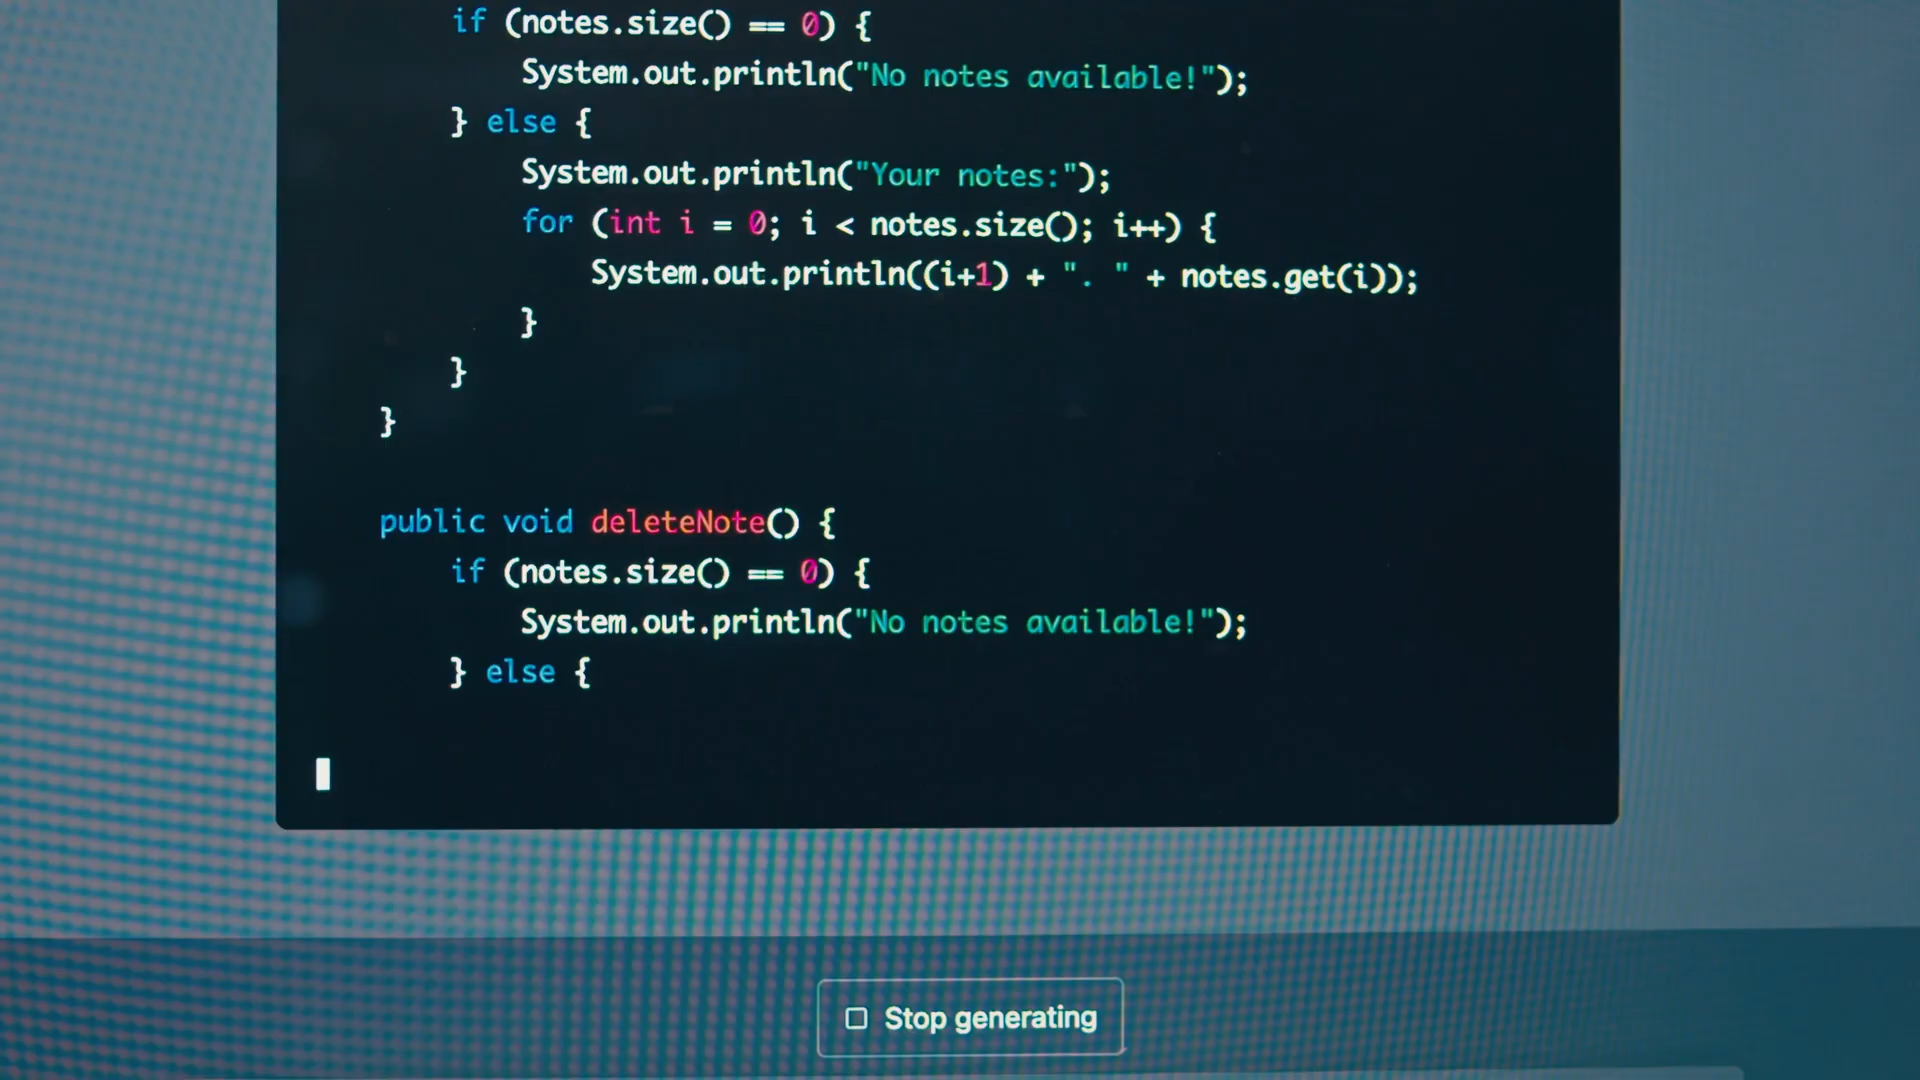 if (notes.size() == 0) {
System.out.println("No notes available!");
} else {
System.out.println("Your notes:");
for (int i = 0; i < notes.size(); i++) {
System.out.println((i+1) + ". " + notes.get(i));
}
}
}
public void deleteNote() {
if (notes.size() == 0) {
System.out.println("No notes available!");
} else {
Stop generating